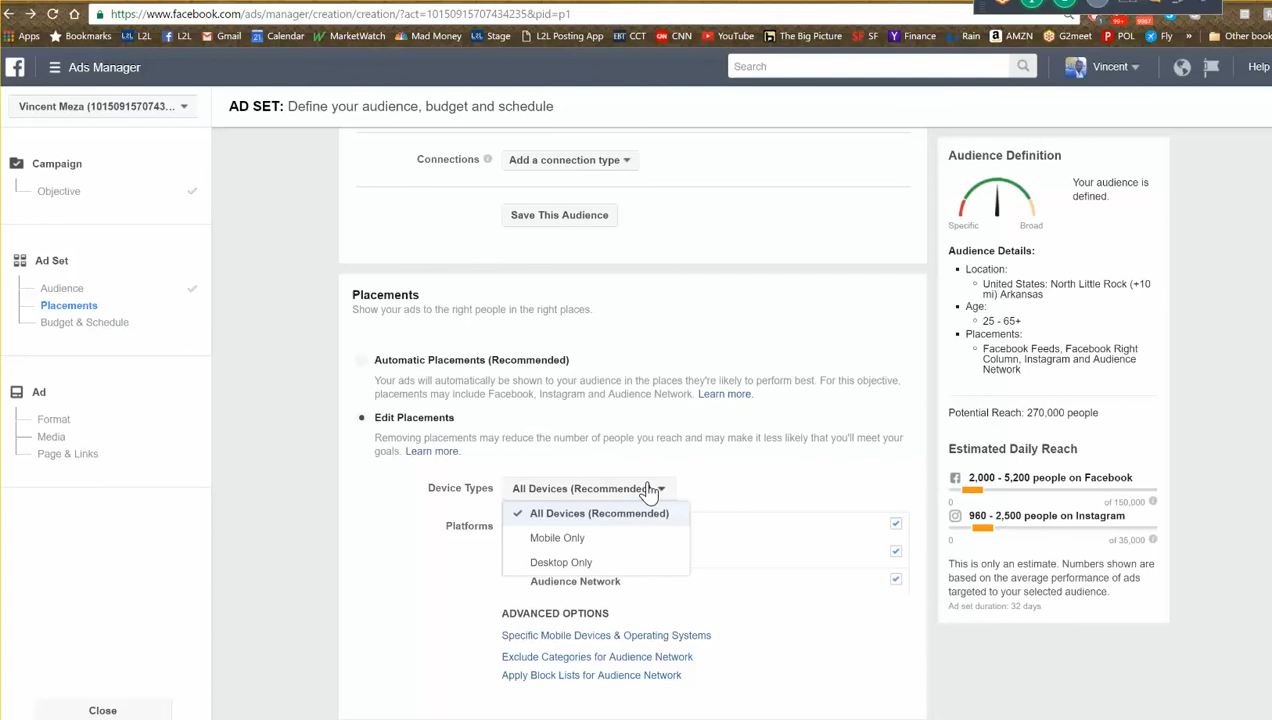 https://www.facebook.com/ads/manager/creation/creation/?act=10150915707434235&pid=p1
Apps Bookmarks L2L L2L Gmail Calendar MarketWatch Mad Money Stage L2L Posting App EBT CCT CNN YouTube The Big Picture SF SF Finance Rain AMZN G2meet POL Fly » Other book
Ads Manager Search Vincent Help
Vincent Meza (1015091570743... AD SET: Define your audience, budget and schedule
Campaign
Objective
Ad Set
Audience
Placements
Budget & Schedule
Ad
Format
Media
Page & Links
Close
Connections Add a connection type
Save This Audience
Placements
Show your ads to the right people in the right places.
Automatic Placements (Recommended)
Your ads will automatically be shown to your audience in the places they're likely to perform best. For this objective,
placements may include Facebook, Instagram and Audience Network. Learn more.
Edit Placements
Removing placements may reduce the number of people you reach and may make it less likely that you'll meet your
goals. Learn more.
Device Types All Devices (Recommended)
All Devices (Recommended)
Platforms
Mobile Only
Desktop Only
Audience Network
ADVANCED OPTIONS
Specific Mobile Devices & Operating Systems
Exclude Categories for Audience Network
Apply Block Lists for Audience Network
Audience Definition
Your audience is
defined.
Specific Broad
Audience Details:
Location:
United States: North Little Rock (+10
mi) Arkansas
Age:
25 - 65+
Placements:
Facebook Feeds, Facebook Right
Column, Instagram and Audience
Network
Potential Reach: 270,000 people
Estimated Daily Reach
2,000 - 5,200 people on Facebook
0 of 150,000
960 - 2,500 people on Instagram
0 of 35,000
This is only an estimate. Numbers shown are
based on the average performance of ads
targeted to your selected audience.
Ad set duration: 32 days